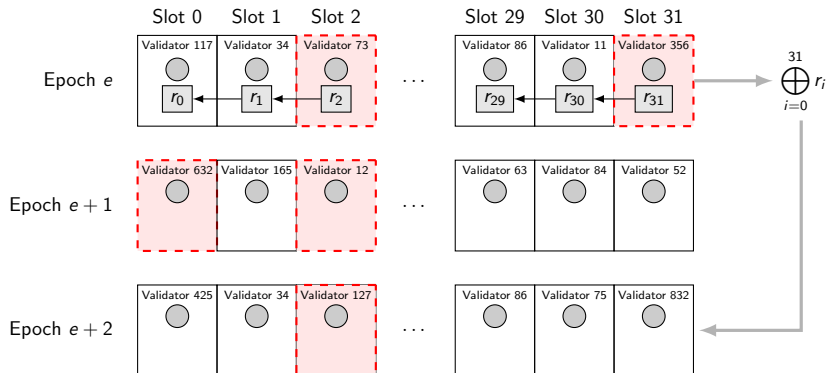 Slot 0 Slot 1 Slot 2 Slot 29 Slot 30 Slot 31
Validator 117 Validator 34 Validator 73 Validator 86 Validator 11 Validator 356
Epoch e ...
r0 r1 r2 r29 r30 r31
31
⊕ ri
i=0
Validator 632 Validator 165 Validator 12 Validator 63 Validator 84 Validator 52
Epoch e + 1 ...
Validator 425 Validator 34 Validator 127 Validator 86 Validator 75 Validator 832
Epoch e + 2 ...